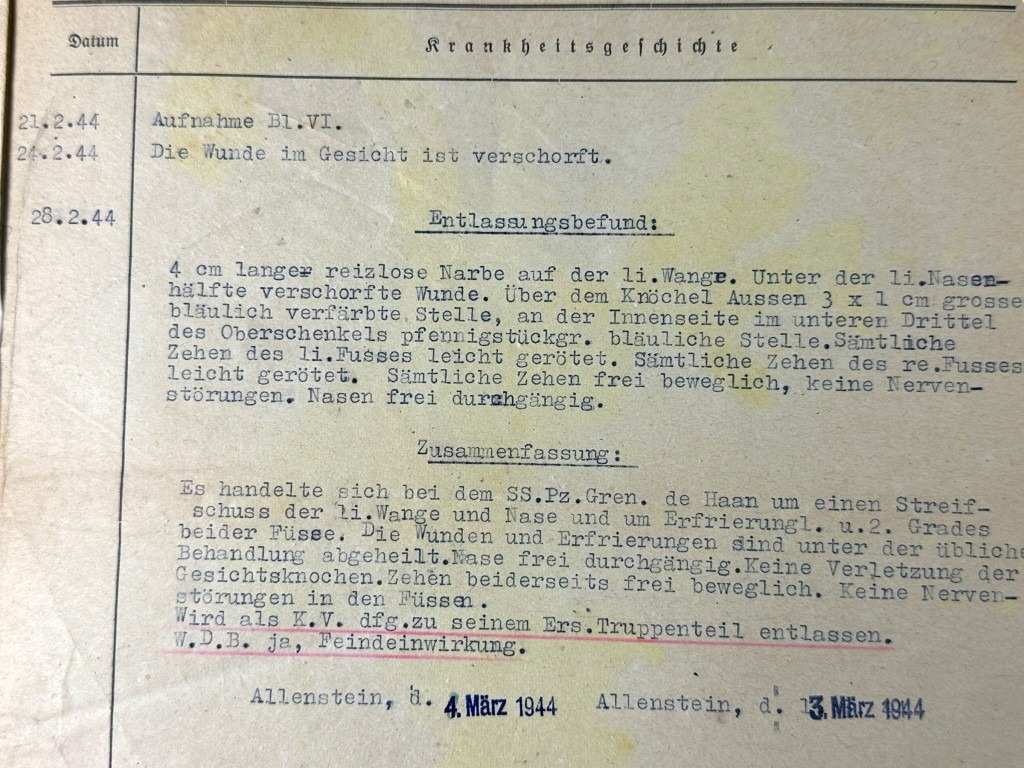 Datum Krankheitsgeschichte
21.2.44 Aufnahme Bl.VI.
24.2.44 Die Wunde im Gesicht ist verschorft.
28.2.44 Entlassungsbefund:
4 cm langer reizlose Narbe auf der li.Wange. Unter der li.Nasen-
hälfte verschorfte Wunde. Über dem Knöchel Aussen 3 x 1 cm grosse
bläulich verfärbte Stelle, an der Innenseite im unteren Drittel
des Oberschenkels pfennigstückgr. bläuliche Stelle.Sämtliche
Zehen des li.Fusses leicht gerötet. Sämtliche Zehen des re.Fusses
leicht gerötet. Sämtliche Zehen frei beweglich, keine Nerven-
störungen. Nasen frei durchgängig.
Zusammenfassung:
Es handelte sich bei dem SS.Pz.Gren. de Haan um einen Streif-
schuss der li.Wange und Nase und um Erfrierungl. u.2. Grades
beider Füsse. Die Wunden und Erfrierungen sind unter der übliche
Behandlung abgeheilt.Nase frei durchgängig.Keine Verletzung der
Gesichtsknochen.Zehen beiderseits frei beweglich. Keine Nerven-
störungen in den Füssen.
Wird als K.V. dfg.zu seinem Ers.Truppenteil entlassen.
W.D.B. ja, Feindeinwirkung.
Allenstein, d. 4. März 1944 Allenstein, d. 13. März 1944